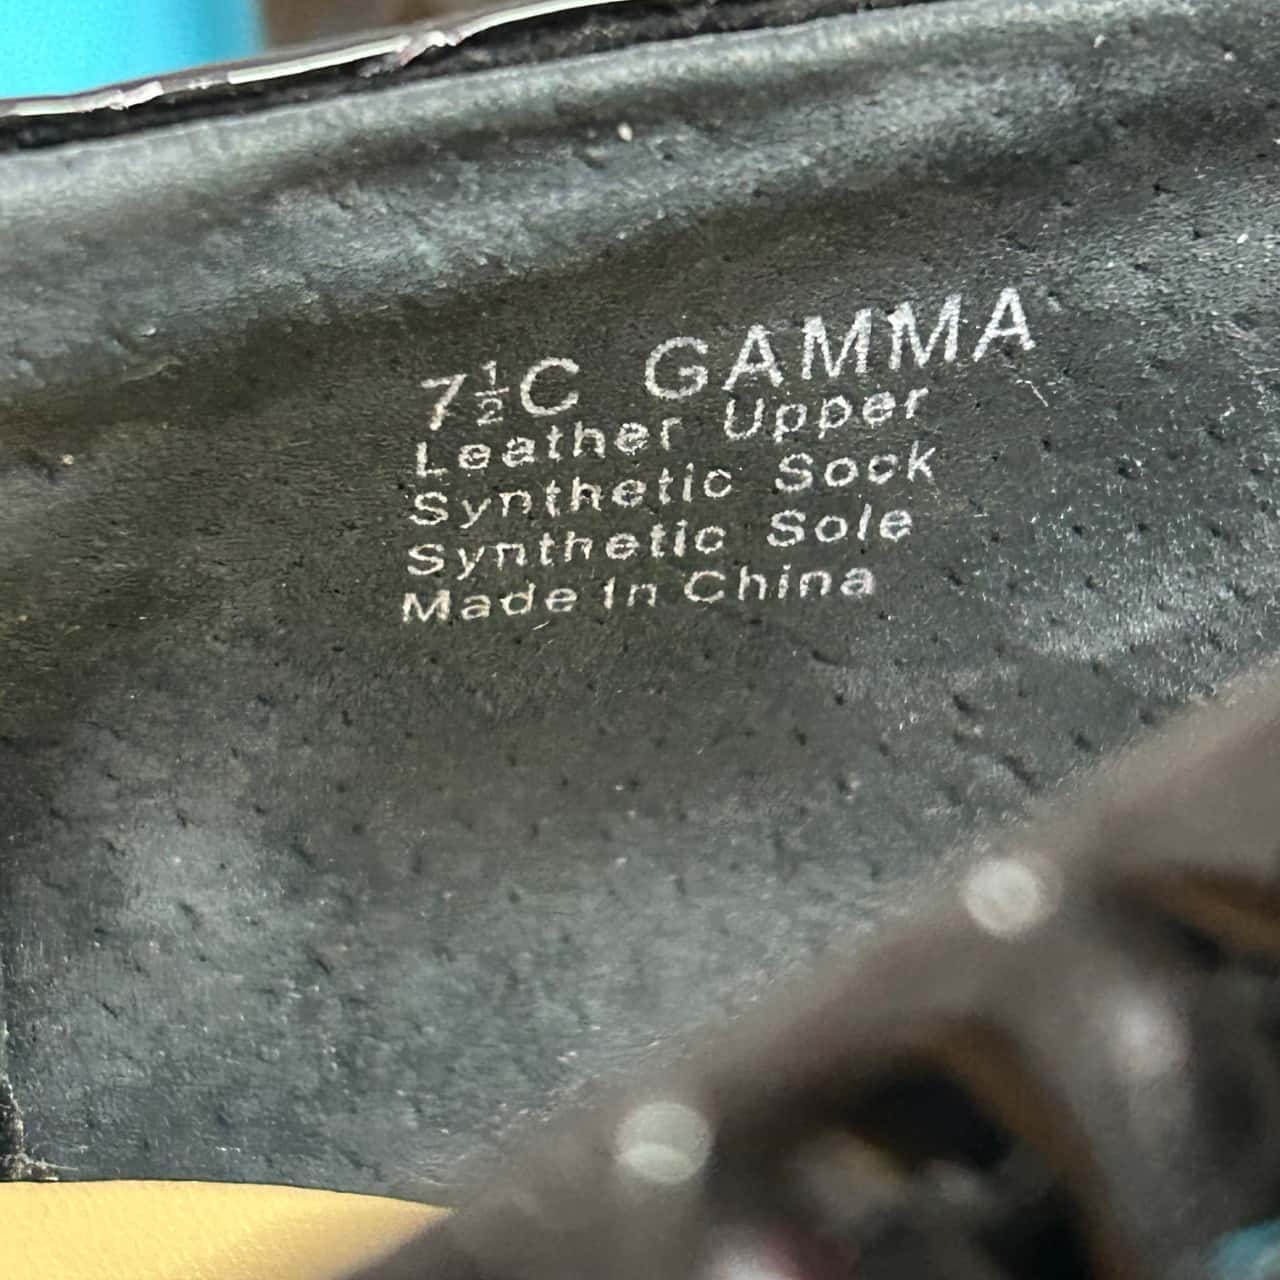 7½C GAMMA
Leather Upper
Synthetic Sock
Synthetic Sole
Made In China